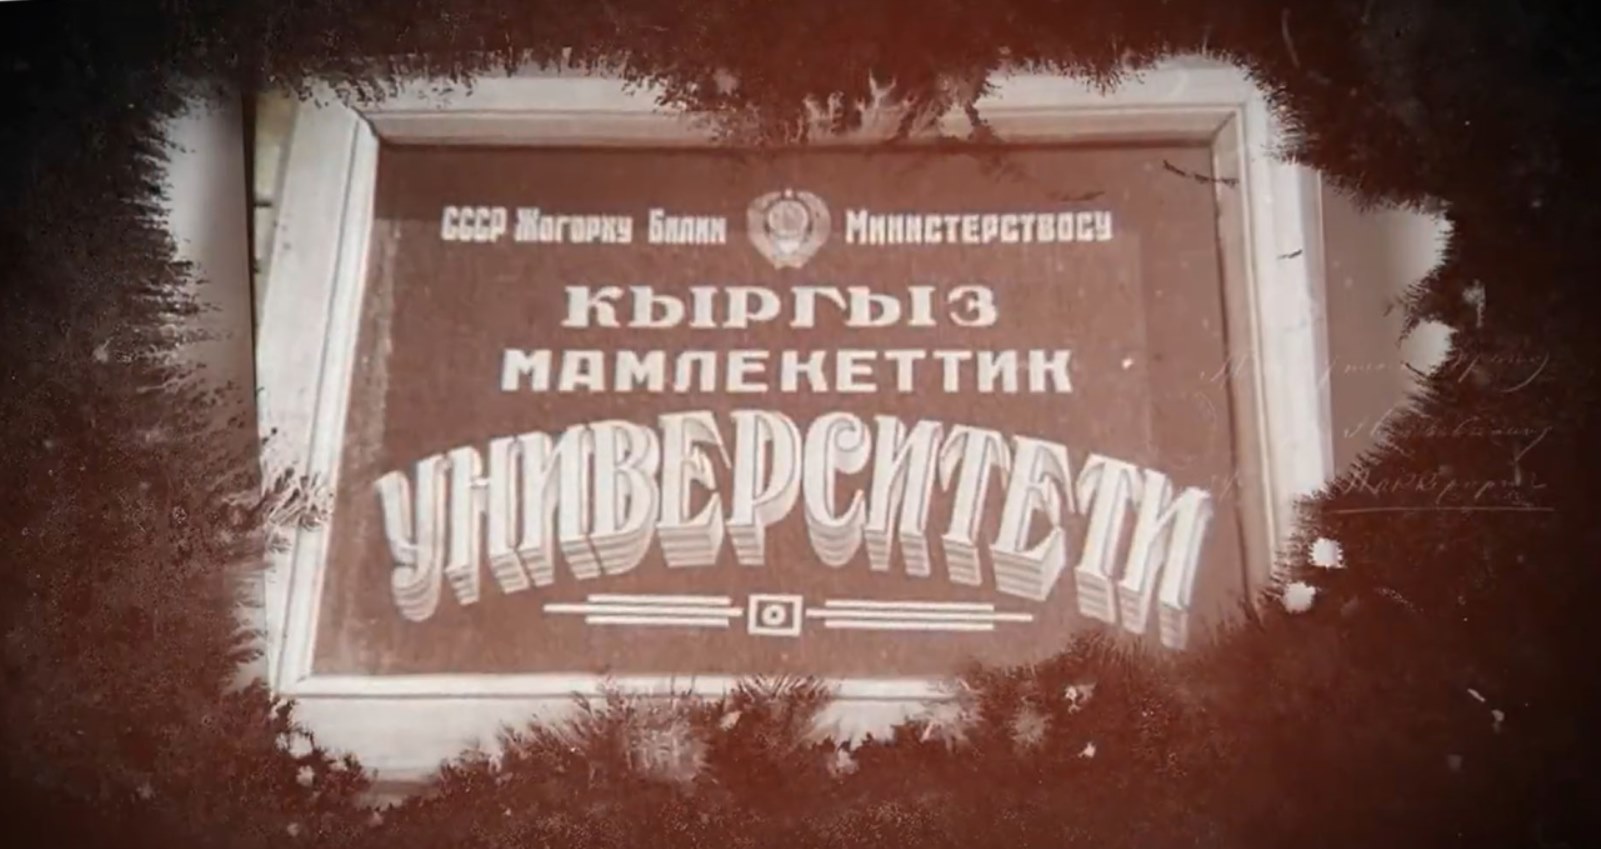 СССР Жогорку Билим Министерствосу
КЫРГЫЗ
МАМЛЕКЕТТИК
УНИВЕРСИТЕТИ